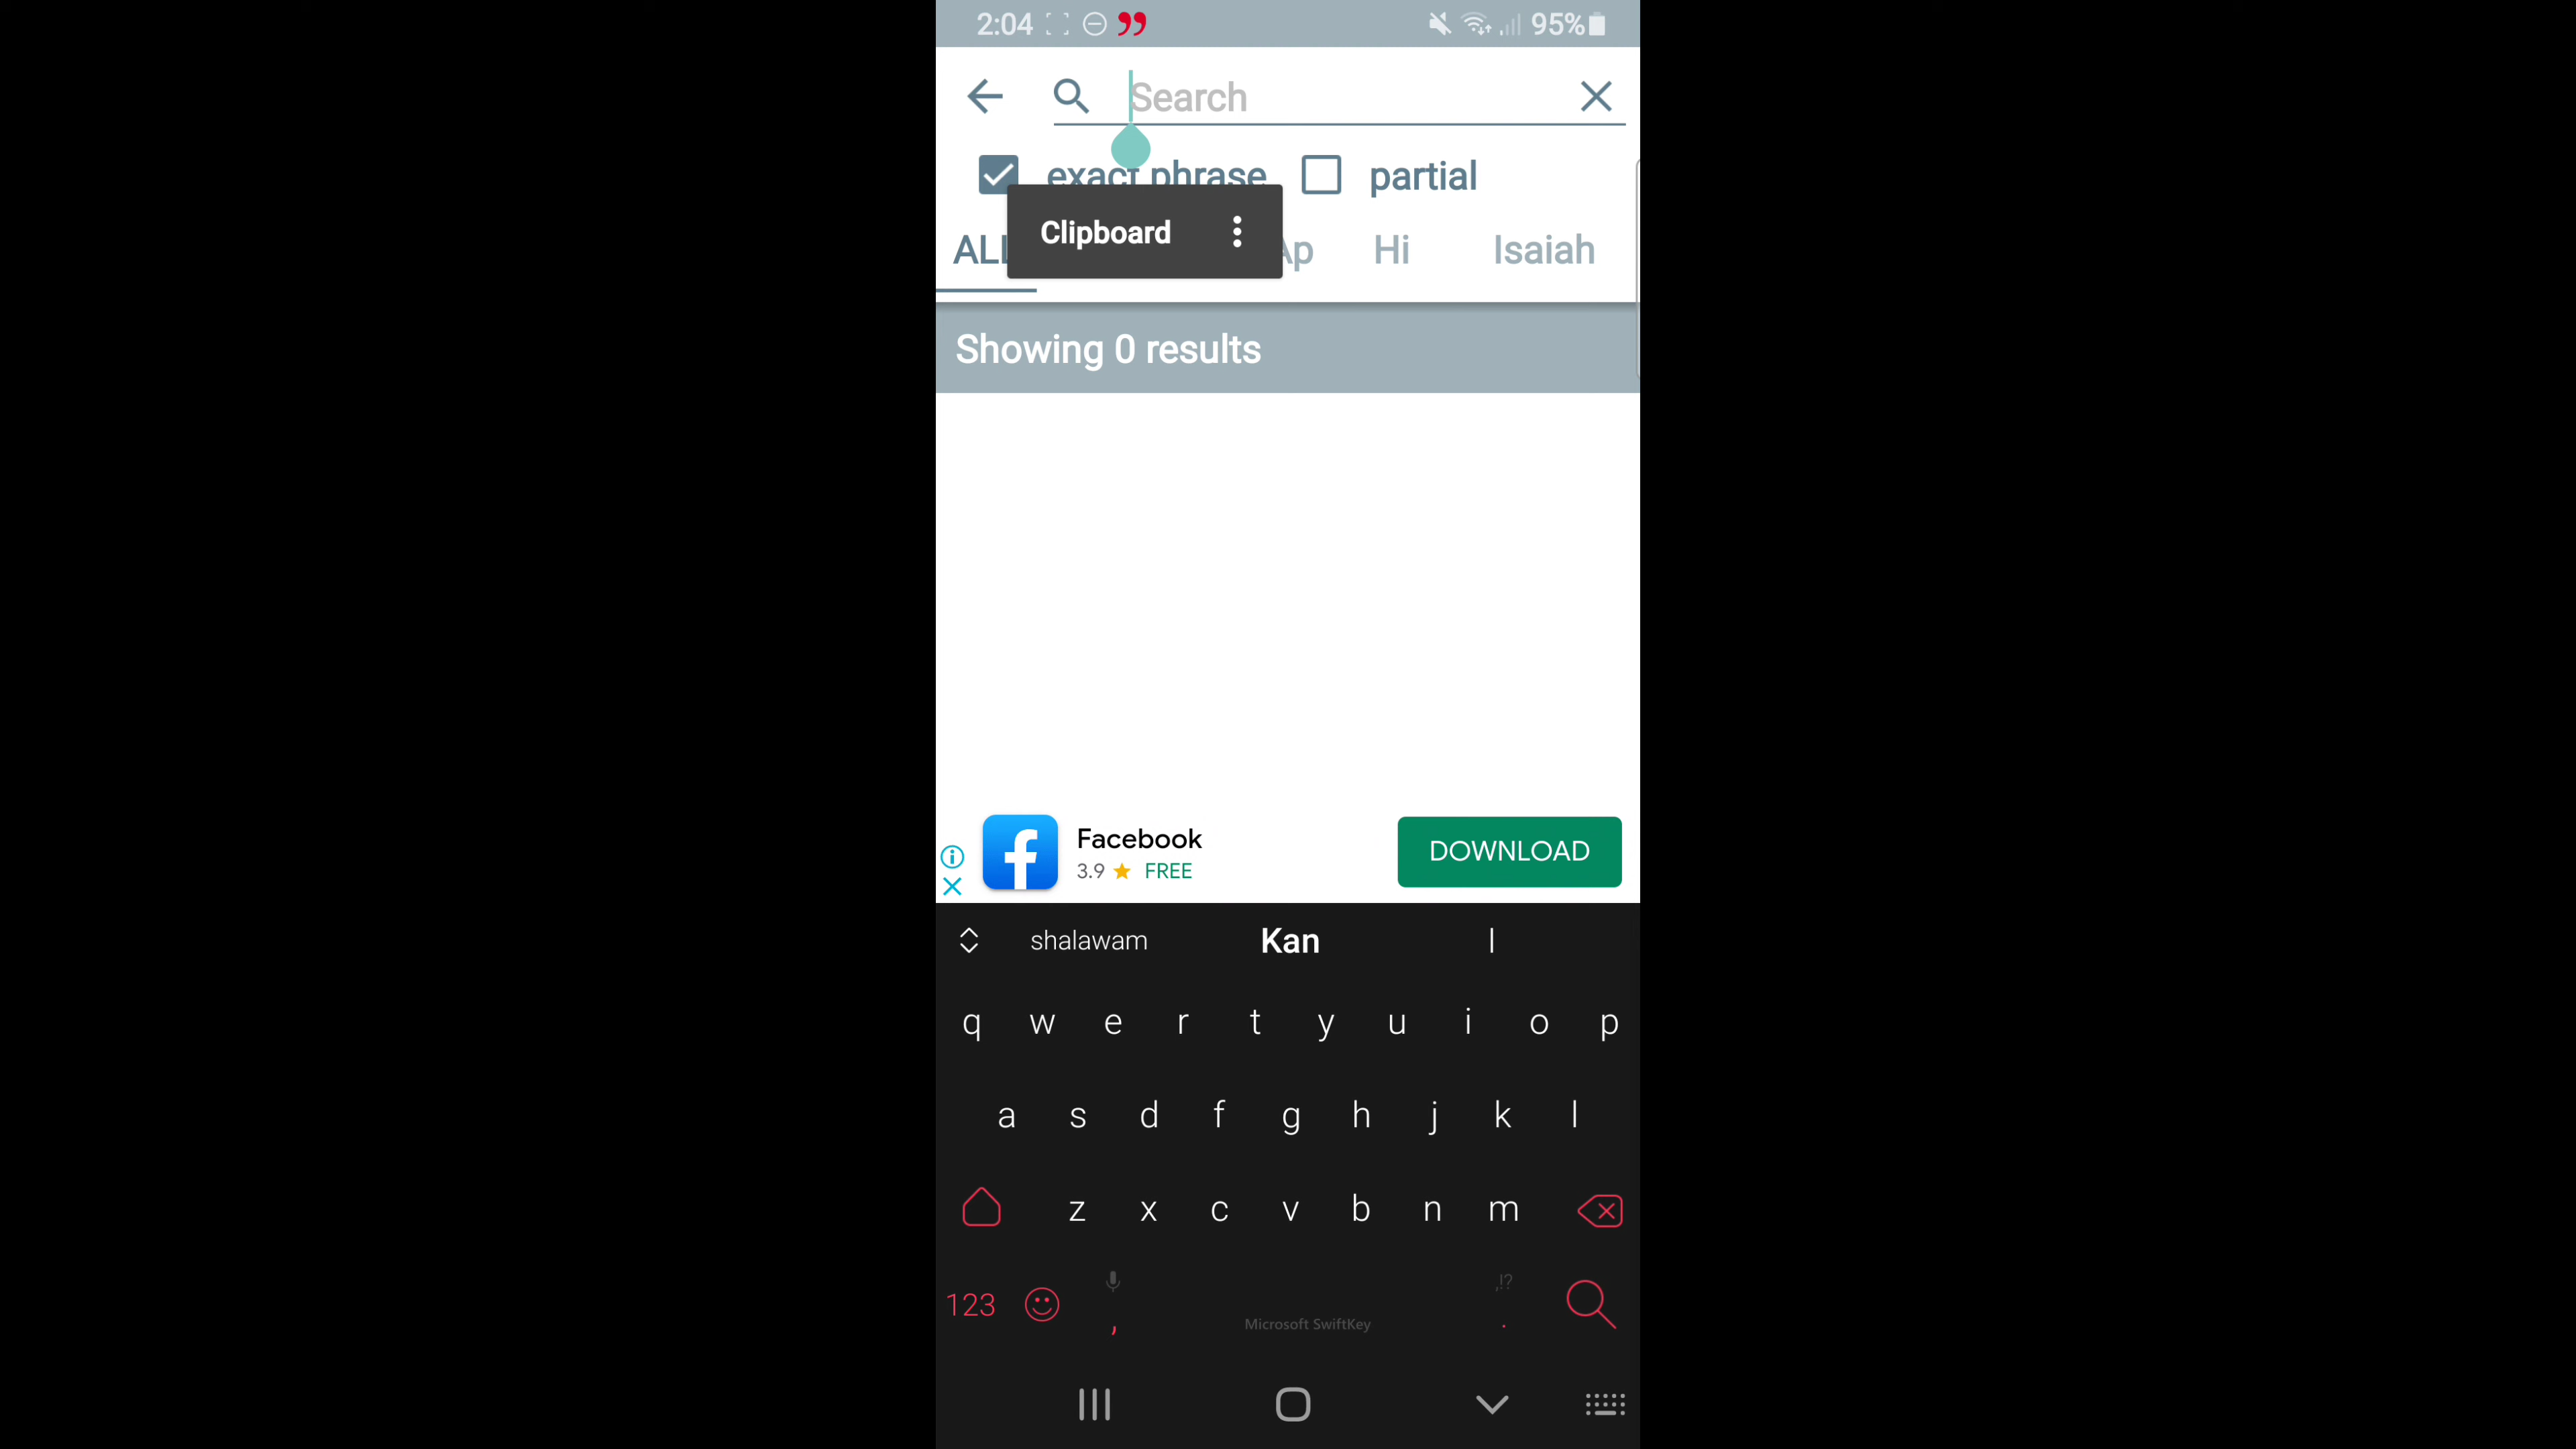 2:04 95%
Search
exact phrase partial
Clipboard
ALL Ap Hi Isaiah
Showing 0 results
Facebook
3.9 FREE
DOWNLOAD
shalawam Kan I
q w e r t y u i o p
a s d f g h j k l
z x c v b n m
123 , Microsoft SwiftKey ,!? .